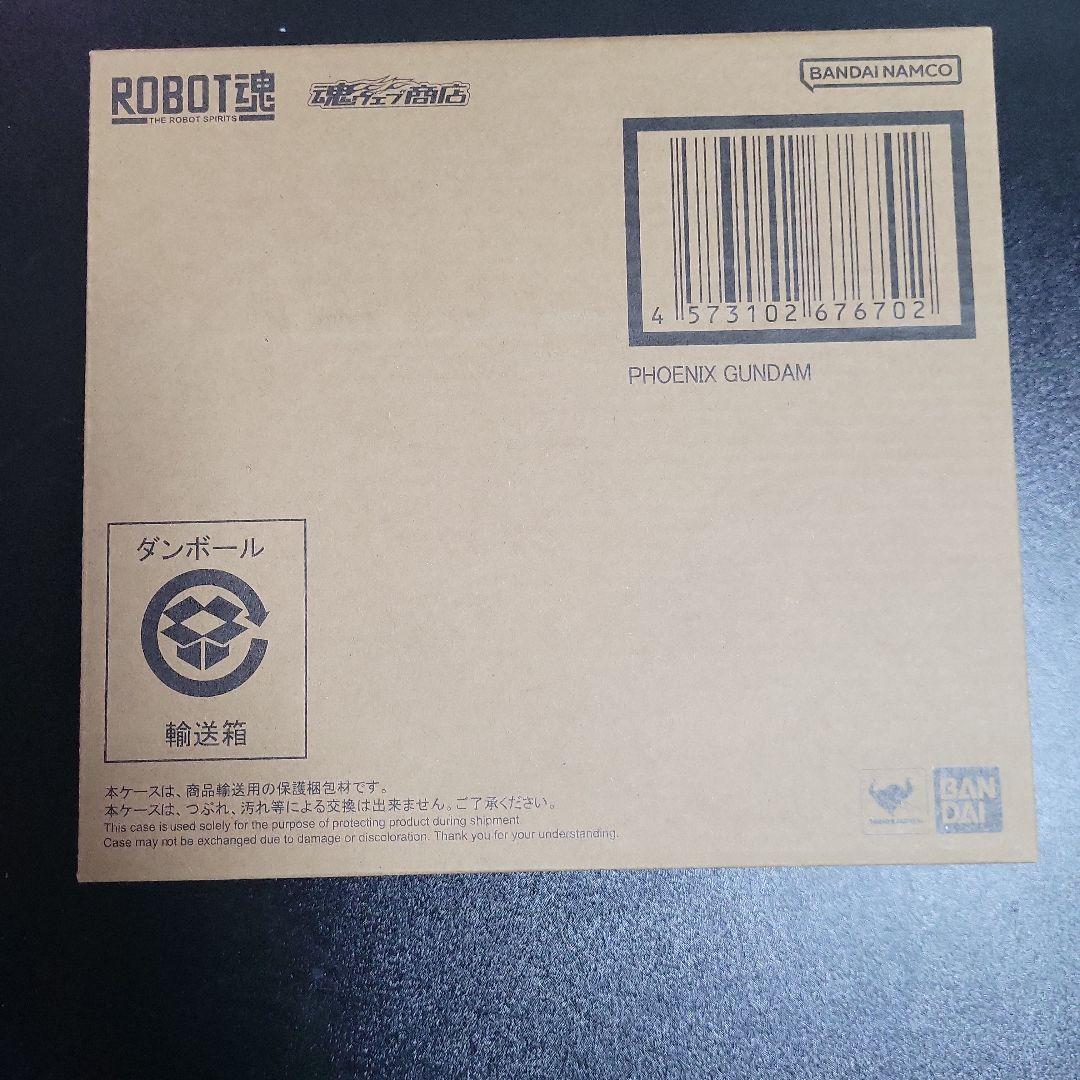 ROBOT魂
THE ROBOT SPIRITS
魂ウェブ商店
BANDAI NAMCO
4 573102 676702
PHOENIX GUNDAM
ダンボール
輸送箱
本ケースは、商品輸送用の保護梱包材です。
本ケースは、つぶれ、汚れ等による交換は出来ません。ご了承ください。
This case is used solely for the purpose of protecting product during shipment.
Case may not be exchanged due to damage or discoloration. Thank you for your understanding.
BAN
DAI